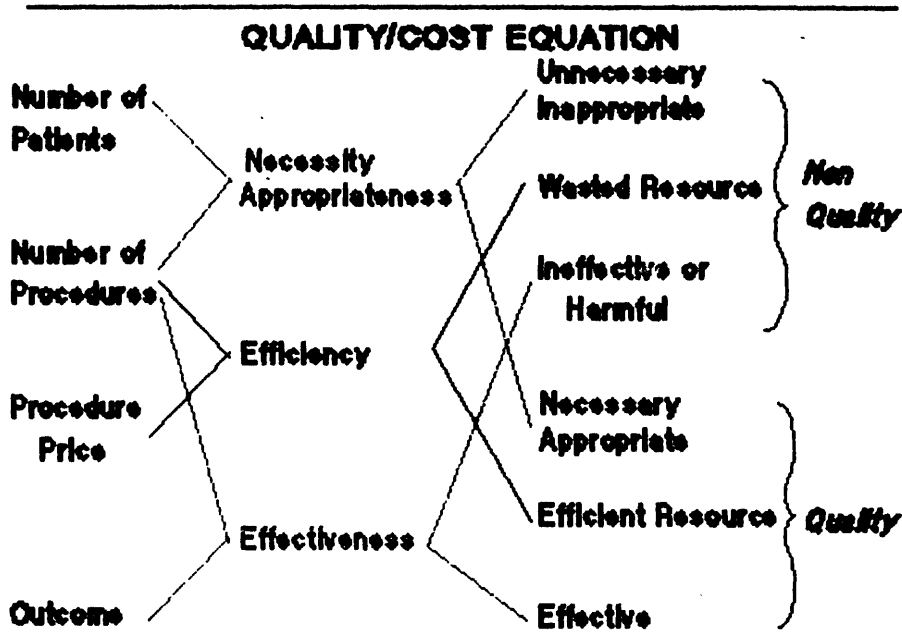 QUALITY/COST EQUATION
Number of
Patients
Number of
Procedures
Procedure
Price
Outcome
Necessity
Appropriateness
Efficiency
Effectiveness
Unnecessary
Inappropriate
Wasted Resource
Ineffective or
Harmful
Necessary
Appropriate
Efficient Resource
Effective
Non
Quality
Quality